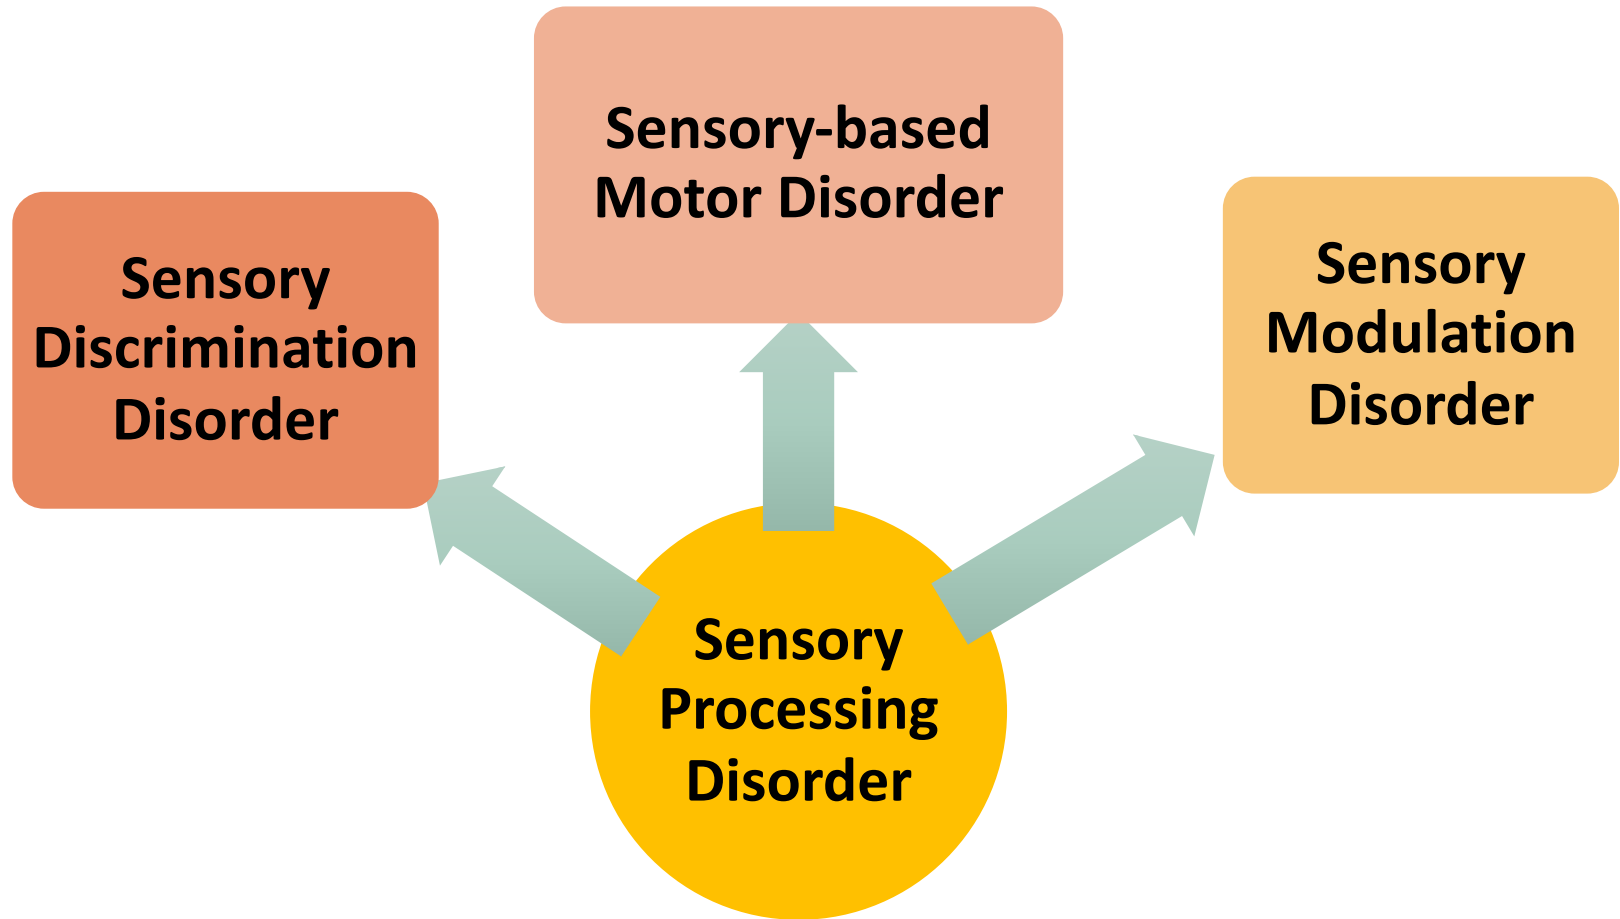 Sensory-based
Motor Disorder
Sensory
Discrimination
Disorder
Sensory
Modulation
Disorder
Sensory
Processing
Disorder